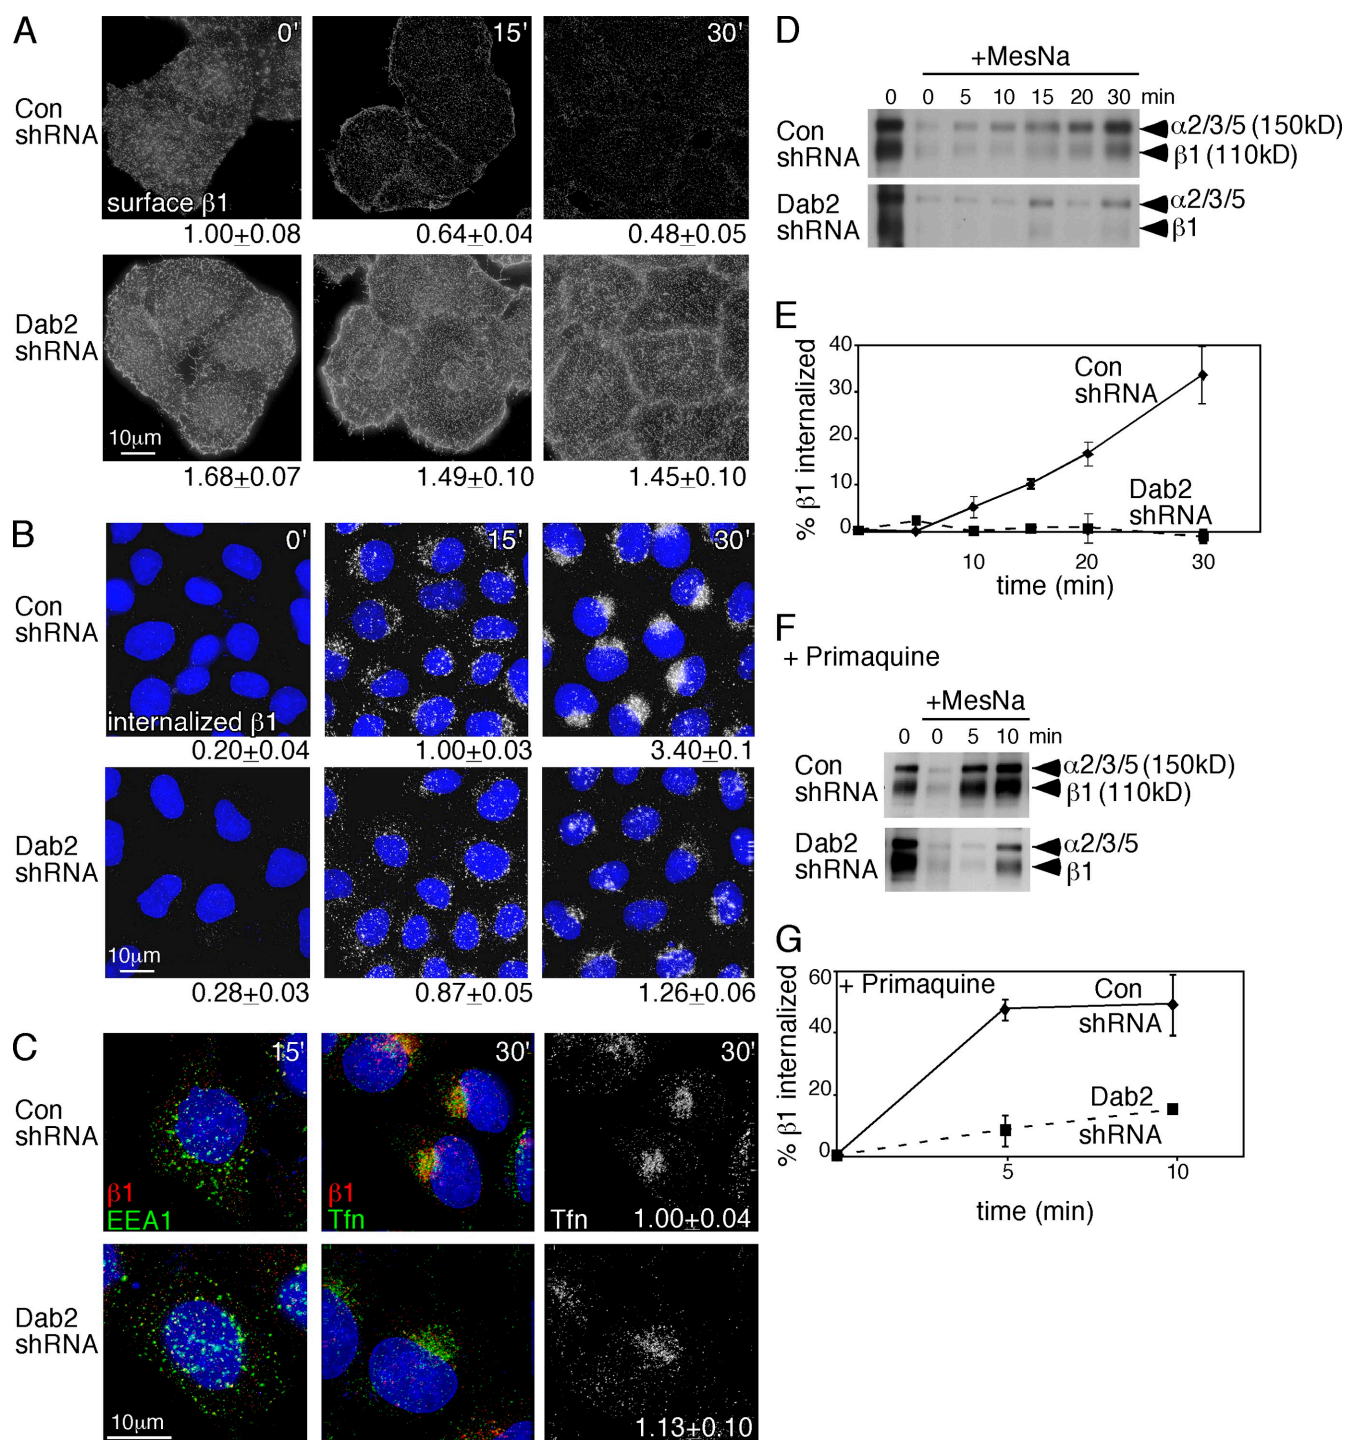 A
Con
shRNA
0'
15'
30'
surface β1
1.00±0.08
0.64±0.04
0.48±0.05
Dab2
shRNA
10μm
1.68±0.07
1.49±0.10
1.45±0.10
B
Con
shRNA
0'
15'
30'
internalized β1
0.20±0.04
1.00±0.03
3.40±0.1
Dab2
shRNA
10μm
0.28±0.03
0.87±0.05
1.26±0.06
C
Con
shRNA
15'
30'
30'
β1
EEA1
β1
Tfn
Tfn
1.00±0.04
Dab2
shRNA
10μm
1.13±0.10
D
+MesNa
0 0 5 10 15 20 30 min
Con
shRNA
α2/3/5 (150kD)
β1 (110kD)
Dab2
shRNA
α2/3/5
β1
E
% β1 internalized
40
30
20
10
0
Con
shRNA
Dab2
shRNA
10 20 30
time (min)
F
+ Primaquine
+MesNa
0 0 5 10 min
Con
shRNA
α2/3/5 (150kD)
β1 (110kD)
Dab2
shRNA
α2/3/5
β1
G
% β1 internalized
60
40
20
0
+ Primaquine
Con
shRNA
Dab2
shRNA
5 10
time (min)